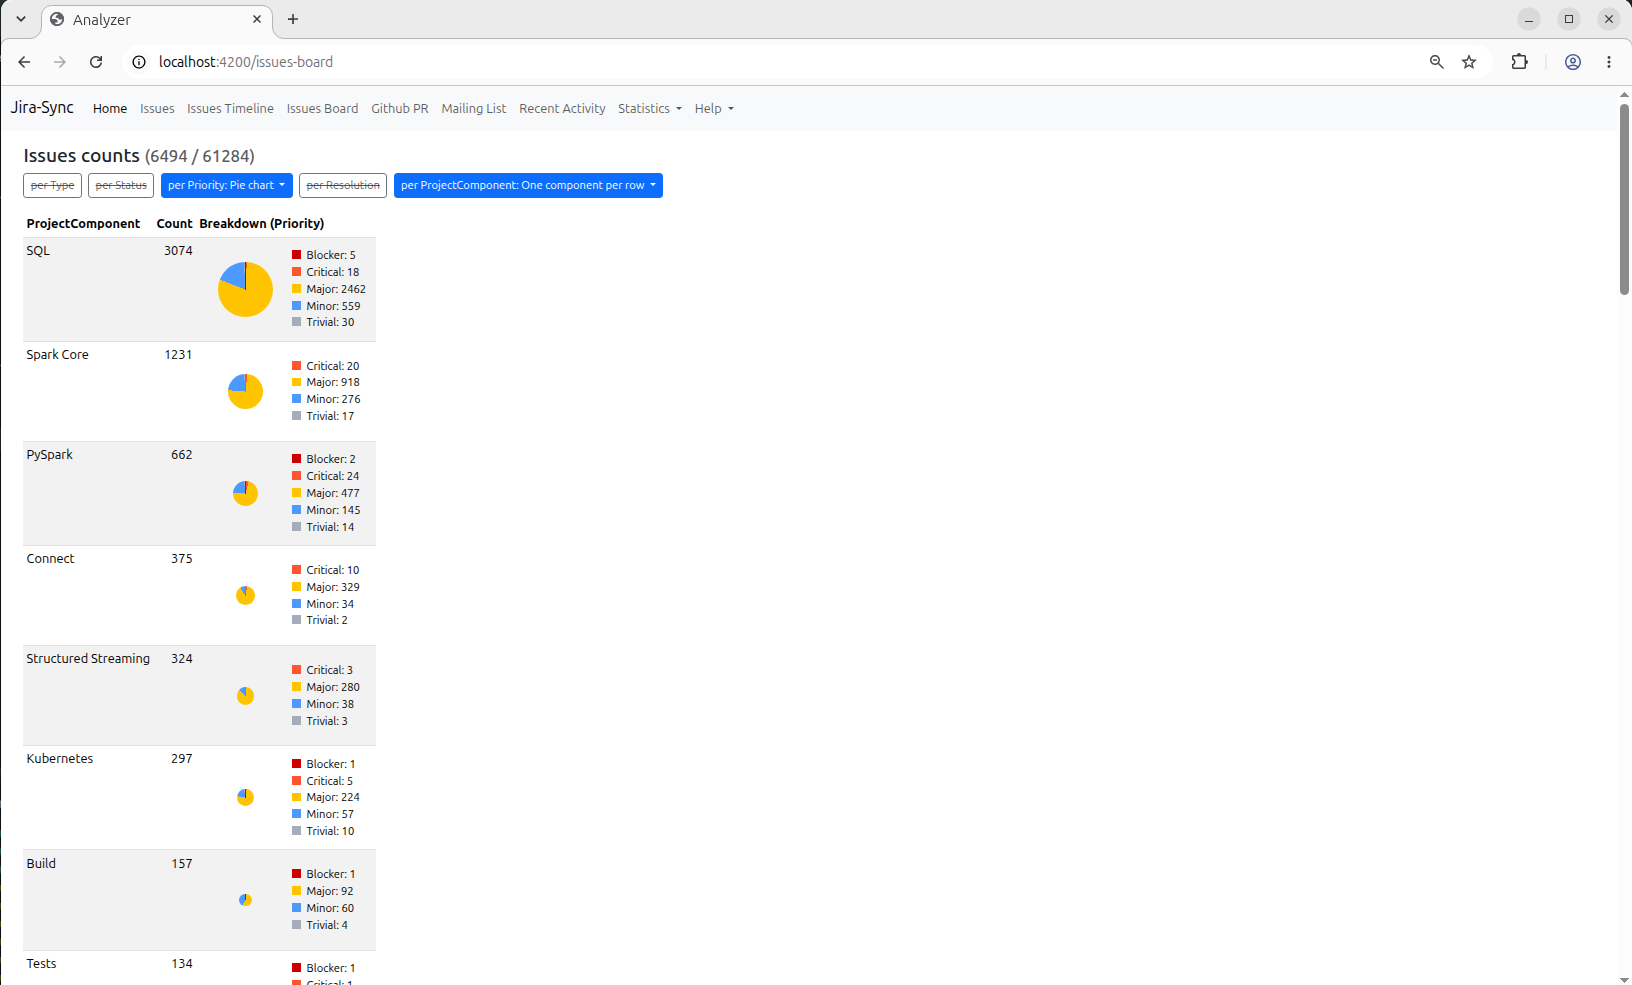 Analyzer
localhost:4200/issues-board
Jira-Sync Home Issues Issues Timeline Issues Board Github PR Mailing List Recent Activity Statistics Help
Issues counts (6494 / 61284)
per Type per Status per Priority: Pie chart per Resolution per ProjectComponent: One component per row
ProjectComponent Count Breakdown (Priority)
SQL 3074
Blocker: 5
Critical: 18
Major: 2462
Minor: 559
Trivial: 30
Spark Core 1231
Critical: 20
Major: 918
Minor: 276
Trivial: 17
PySpark 662
Blocker: 2
Critical: 24
Major: 477
Minor: 145
Trivial: 14
Connect 375
Critical: 10
Major: 329
Minor: 34
Trivial: 2
Structured Streaming 324
Critical: 3
Major: 280
Minor: 38
Trivial: 3
Kubernetes 297
Blocker: 1
Critical: 5
Major: 224
Minor: 57
Trivial: 10
Build 157
Blocker: 1
Major: 92
Minor: 60
Trivial: 4
Tests 134
Blocker: 1
Critical: 1